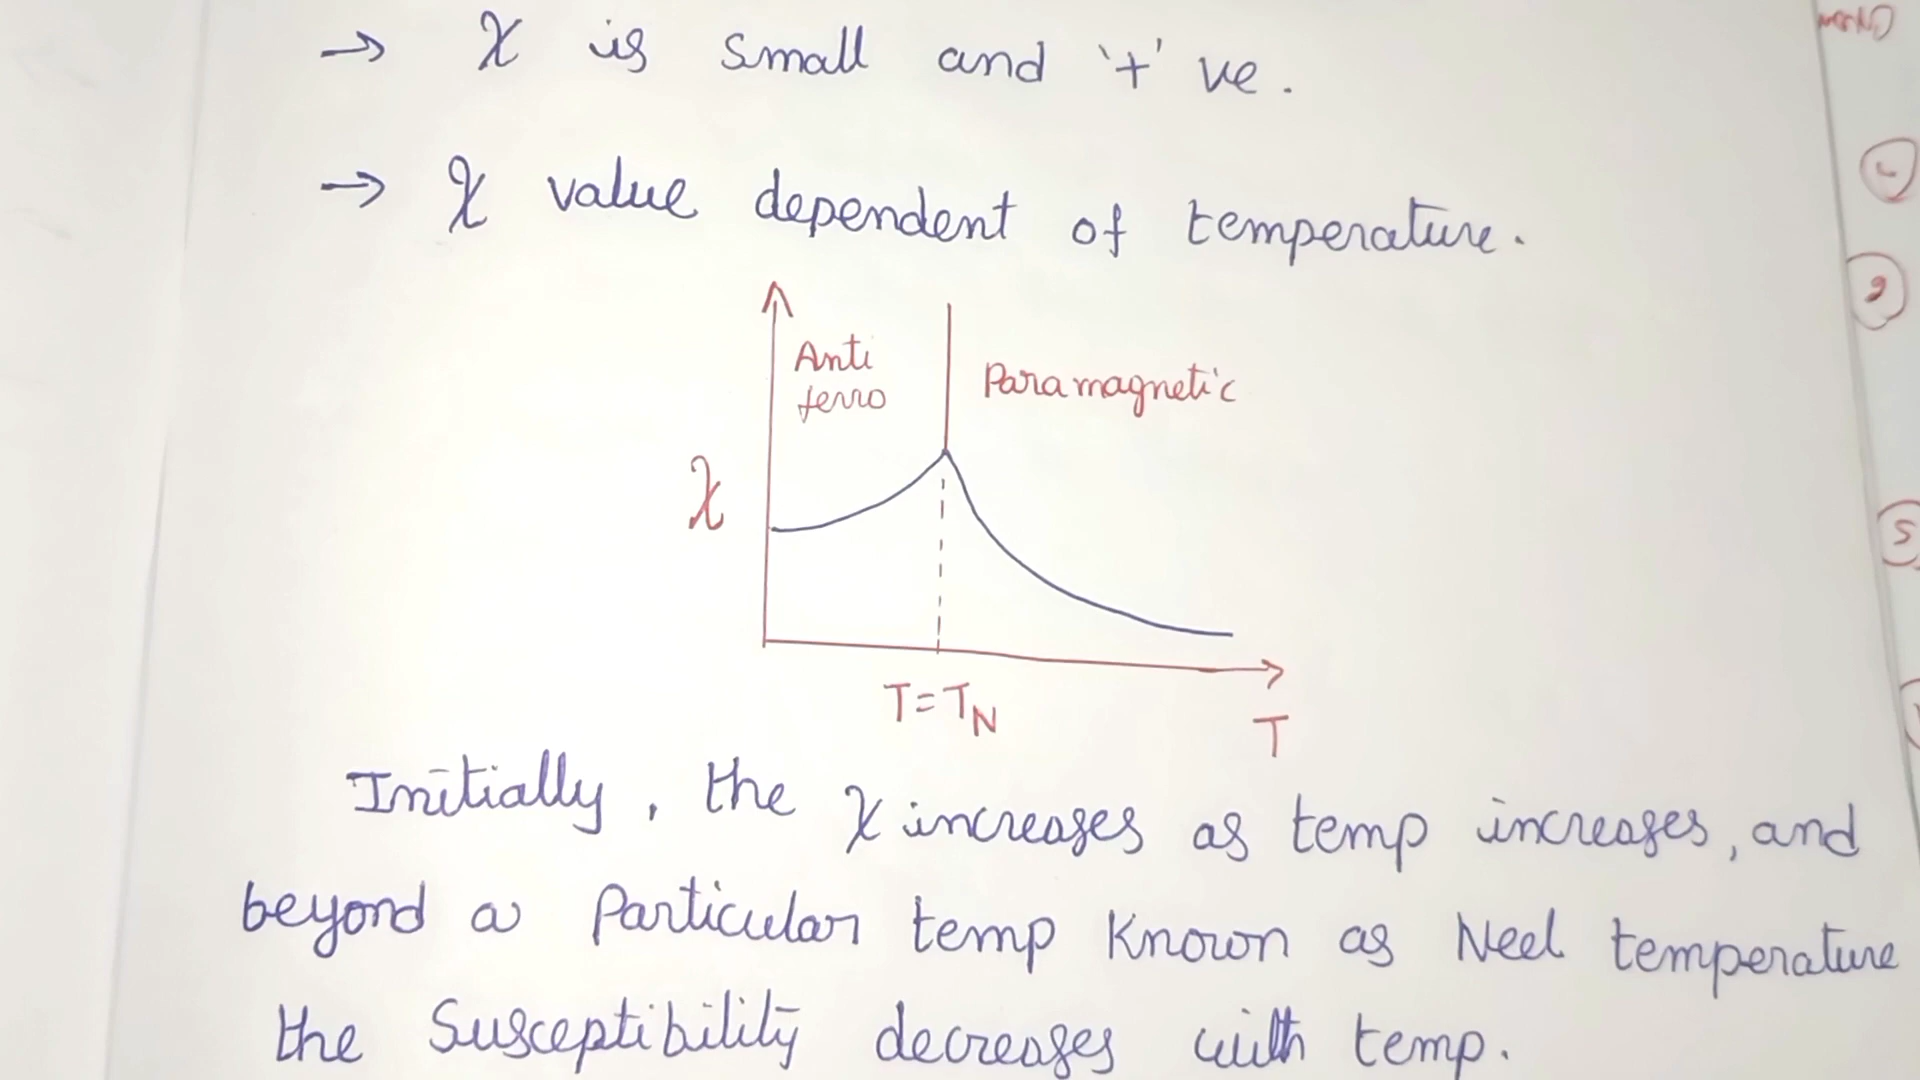 → χ is small and '+' ve.
→ χ value dependent of temperature.
Anti
ferro
Paramagnetic
χ
T=T_N
T
Initially, the χ increases as temp increases, and
beyond a Particular temp Known as Neel temperature
the Susceptibility decreases with temp.